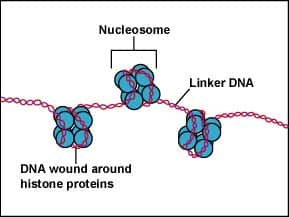 Nucleosome
Linker DNA
DNA wound around
histone proteins